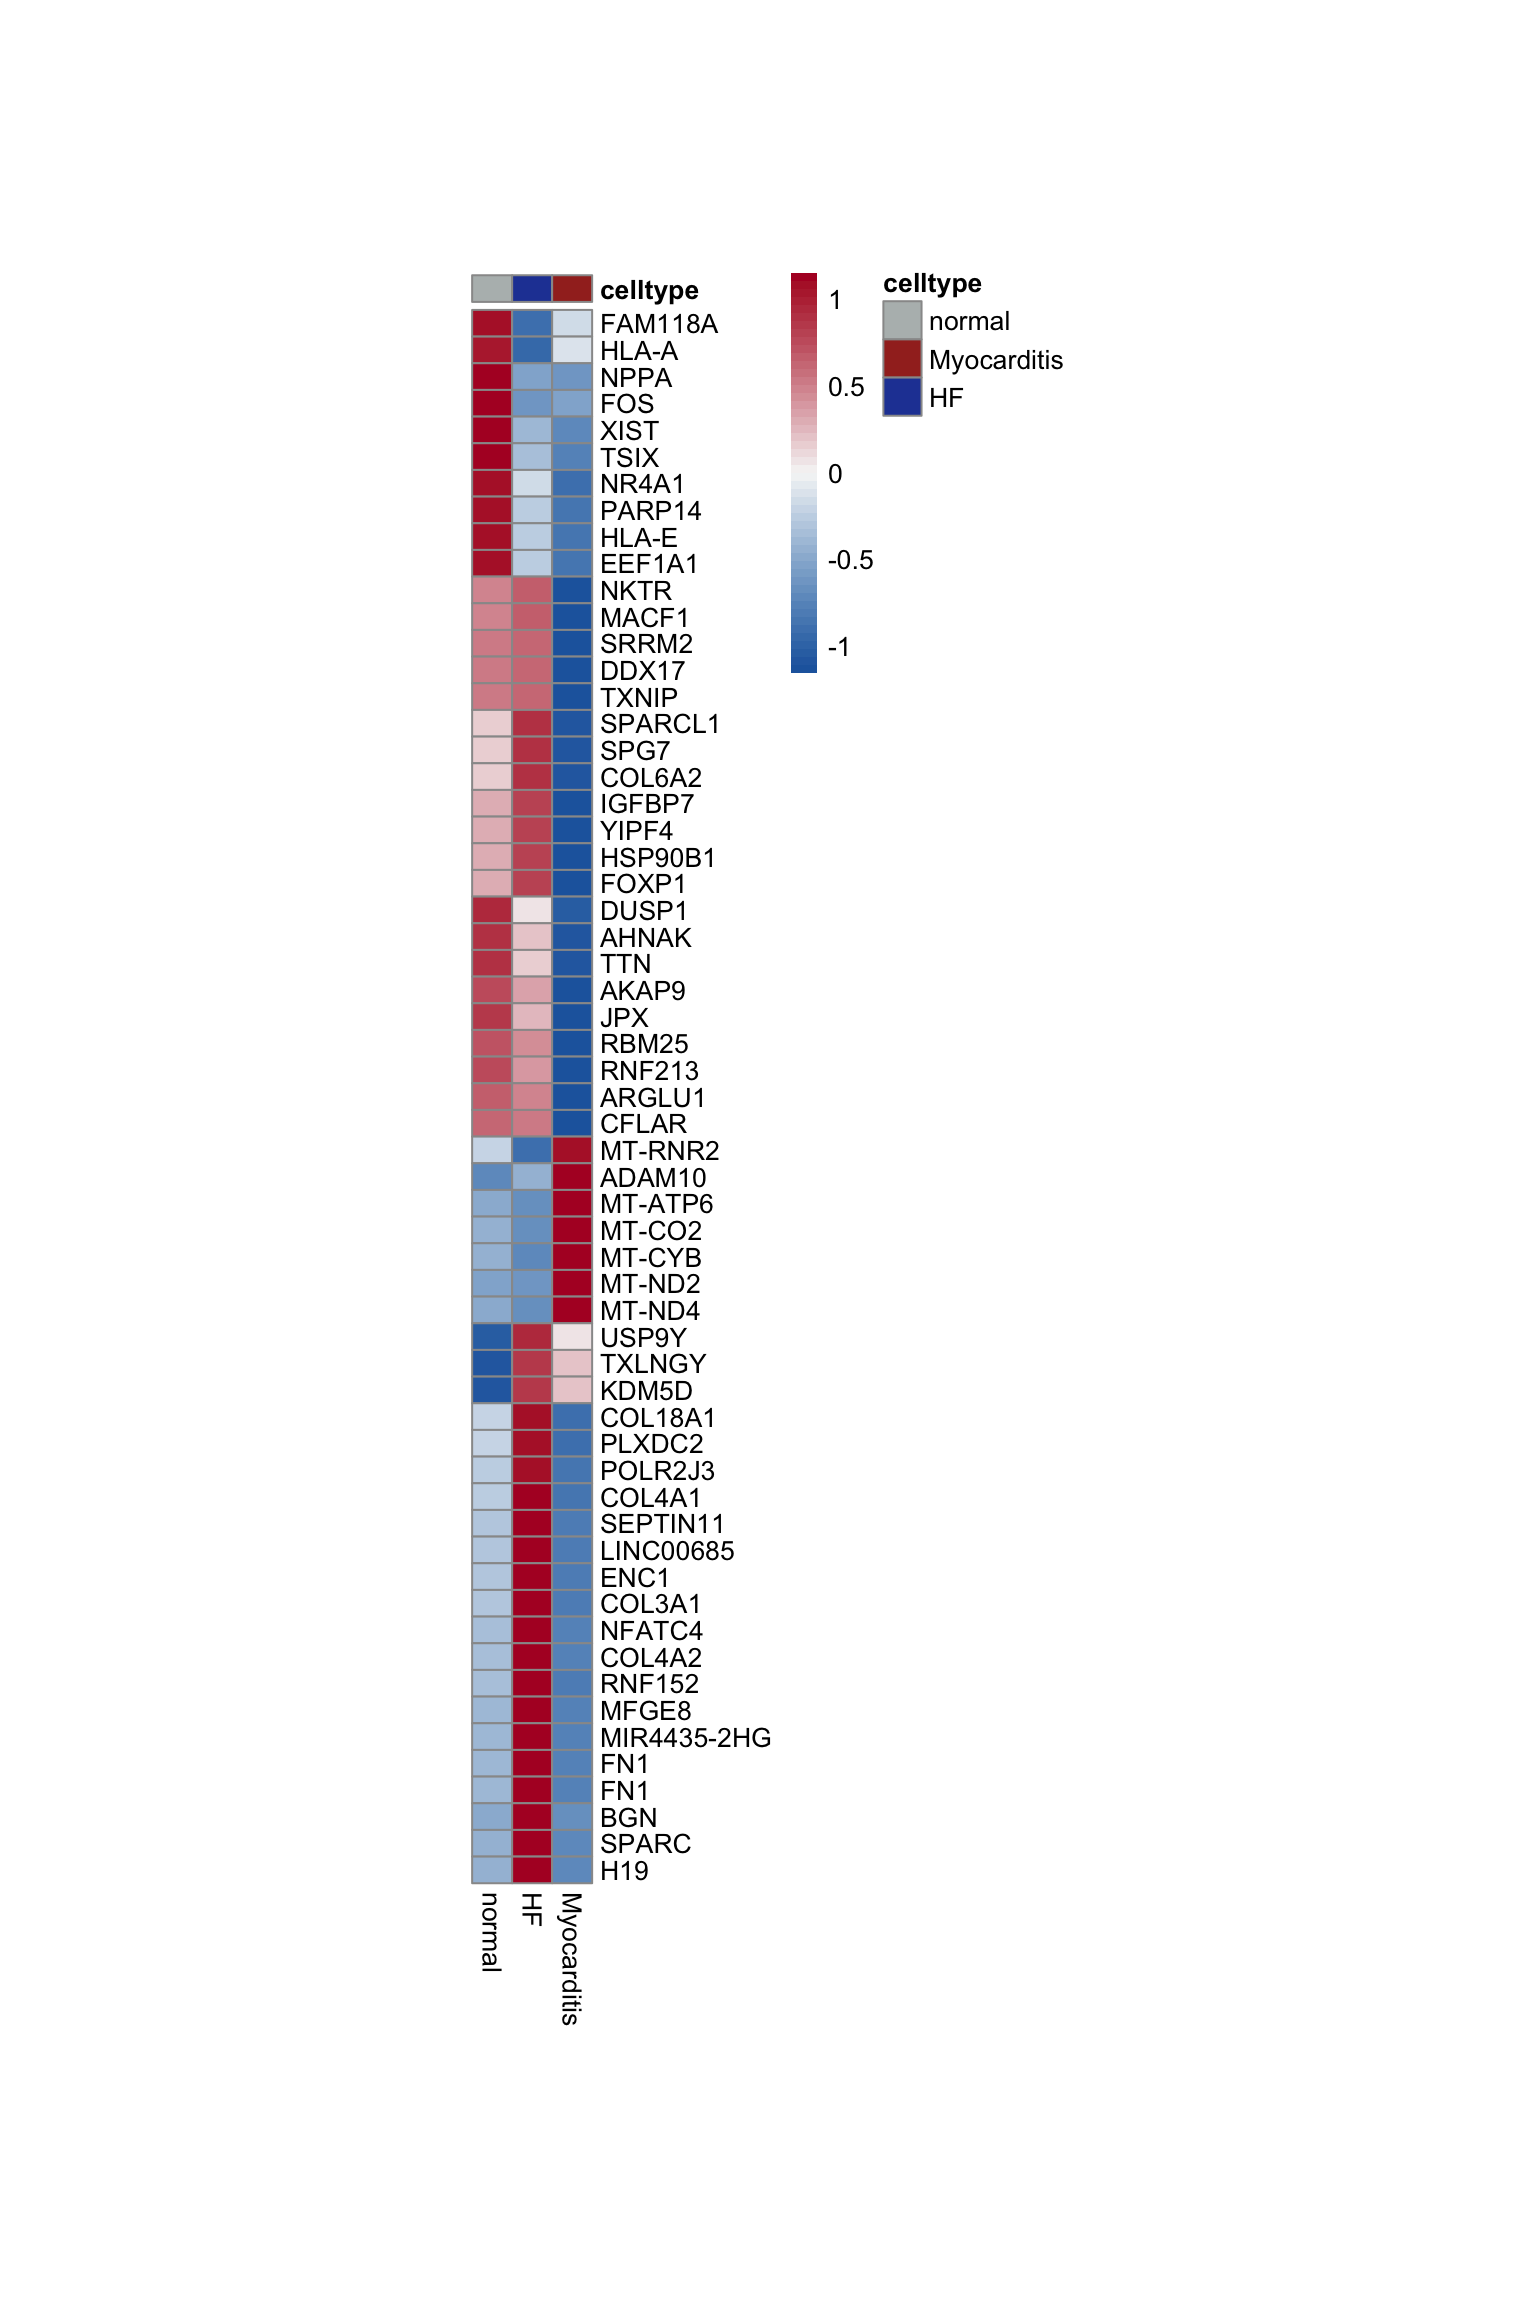 celltype
FAM118A
HLA-A
NPPA
FOS
XIST
TSIX
NR4A1
PARP14
HLA-E
EEF1A1
NKTR
MACF1
SRRM2
DDX17
TXNIP
SPARCL1
SPG7
COL6A2
IGFBP7
YIPF4
HSP90B1
FOXP1
DUSP1
AHNAK
TTN
AKAP9
JPX
RBM25
RNF213
ARGLU1
CFLAR
MT-RNR2
ADAM10
MT-ATP6
MT-CO2
MT-CYB
MT-ND2
MT-ND4
USP9Y
TXLNGY
KDM5D
COL18A1
PLXDC2
POLR2J3
COL4A1
SEPTIN11
LINC00685
ENC1
COL3A1
NFATC4
COL4A2
RNF152
MFGE8
MIR4435-2HG
FN1
FN1
BGN
SPARC
H19
normal
HF
Myocarditis
1
0.5
0
-0.5
-1
celltype
normal
Myocarditis
HF